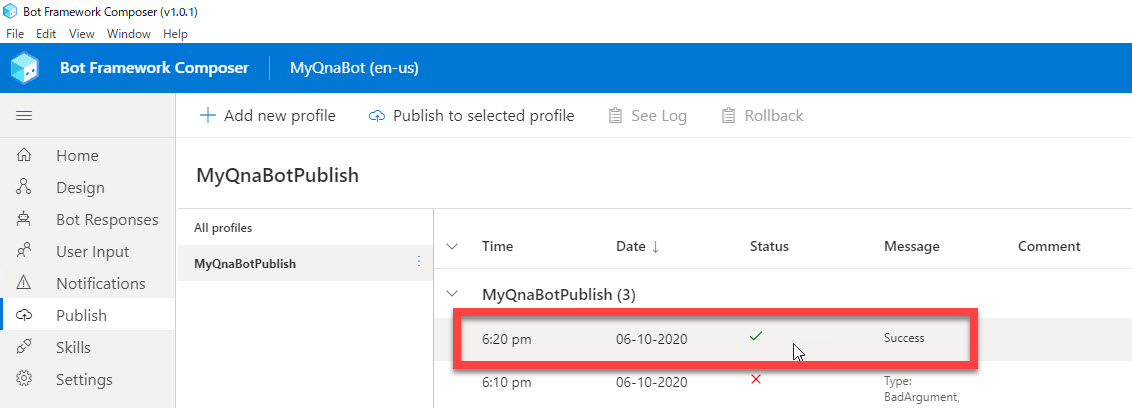 Bot Framework Composer (v1.0.1)
File Edit View Window Help
Bot Framework Composer MyQnaBot (en-us)
Add new profile Publish to selected profile See Log Rollback
Home
Design
Bot Responses
User Input
Notifications
Publish
Skills
Settings
MyQnaBotPublish
All profiles
MyQnaBotPublish
Time Date ↓ Status Message Comment
MyQnaBotPublish (3)
6:20 pm 06-10-2020 Success
6:10 pm 06-10-2020 Type:
BadArgument,